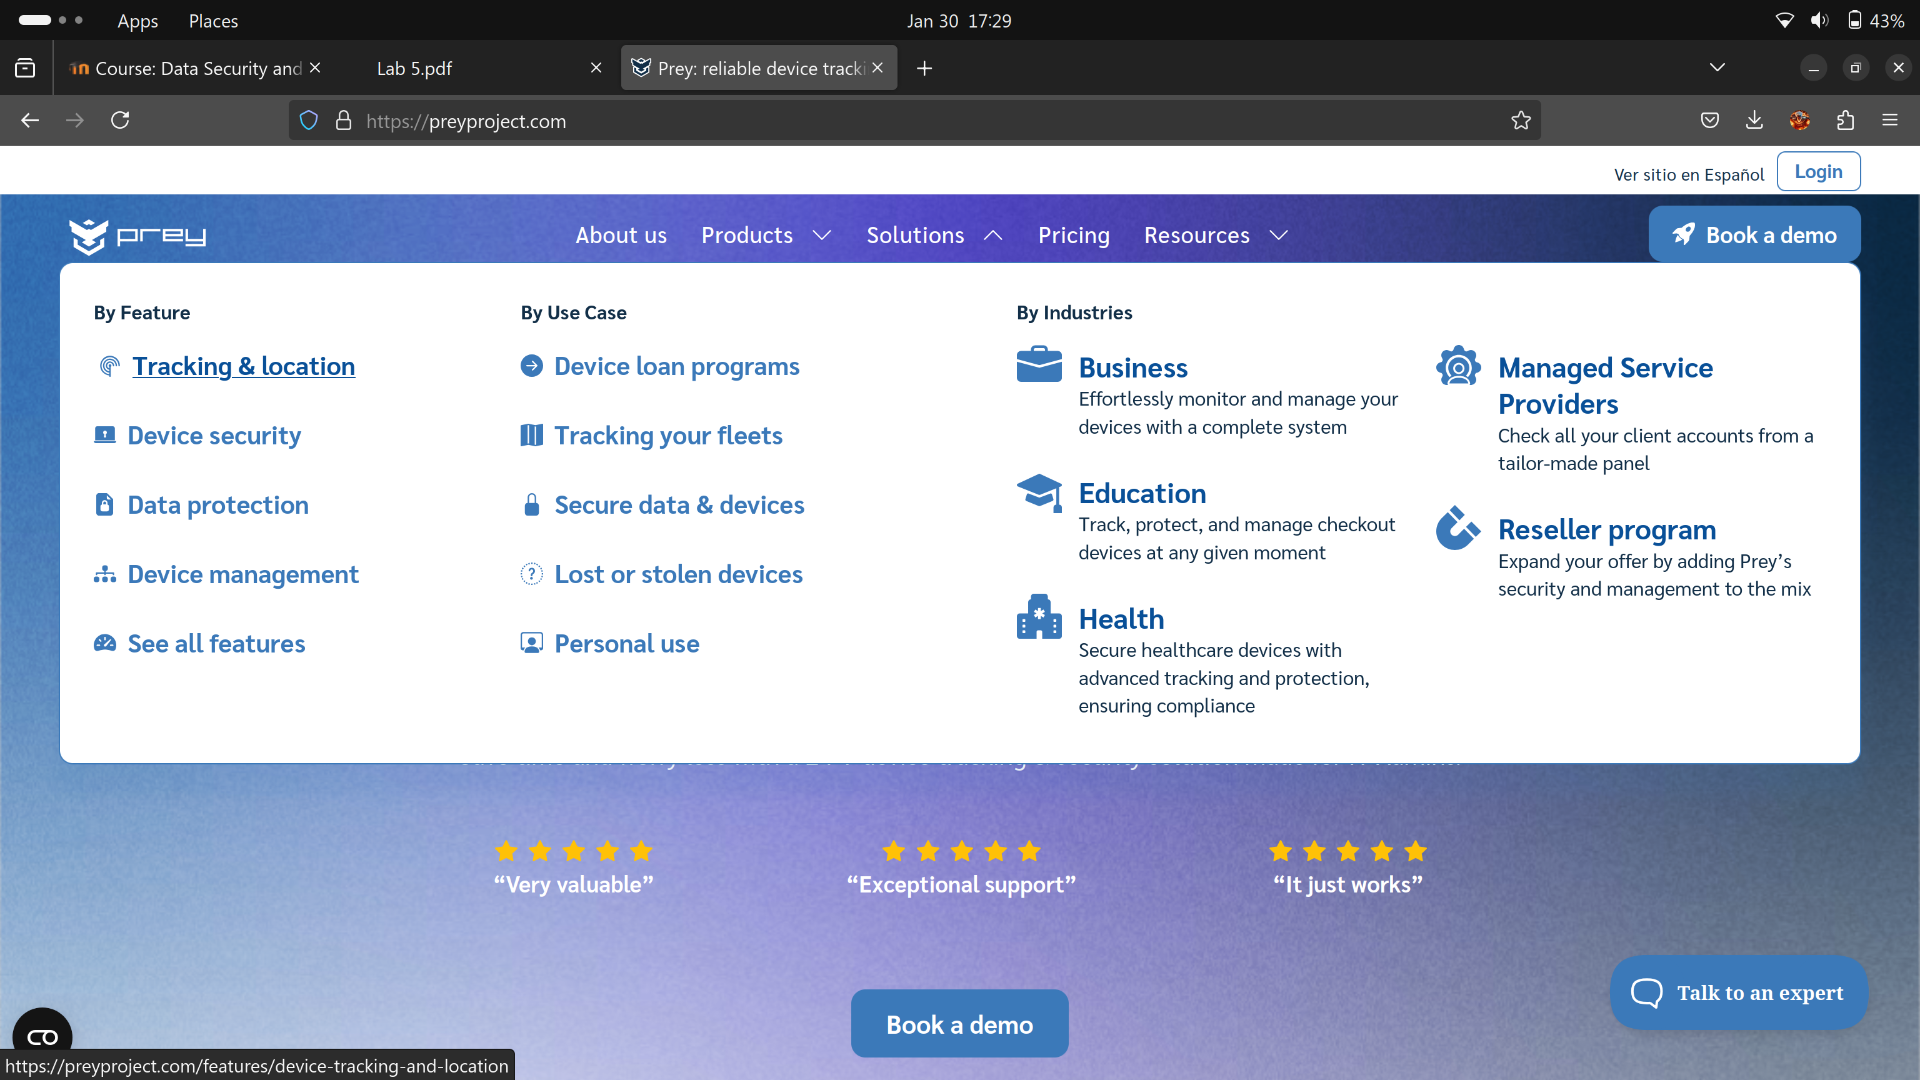 Apps Places Jan 30 17:29 43%
Course: Data Security and Lab 5.pdf Prey: reliable device tracki
https://preyproject.com
Ver sitio en Español Login
prey About us Products Solutions Pricing Resources Book a demo
By Feature
Tracking & location
Device security
Data protection
Device management
See all features
By Use Case
Device loan programs
Tracking your fleets
Secure data & devices
Lost or stolen devices
Personal use
By Industries
Business
Effortlessly monitor and manage your
devices with a complete system
Education
Track, protect, and manage checkout
devices at any given moment
Health
Secure healthcare devices with
advanced tracking and protection,
ensuring compliance
Managed Service
Providers
Check all your client accounts from a
tailor-made panel
Reseller program
Expand your offer by adding Prey’s
security and management to the mix
“Very valuable” “Exceptional support” “It just works”
Talk to an expert
Book a demo
https://preyproject.com/features/device-tracking-and-location